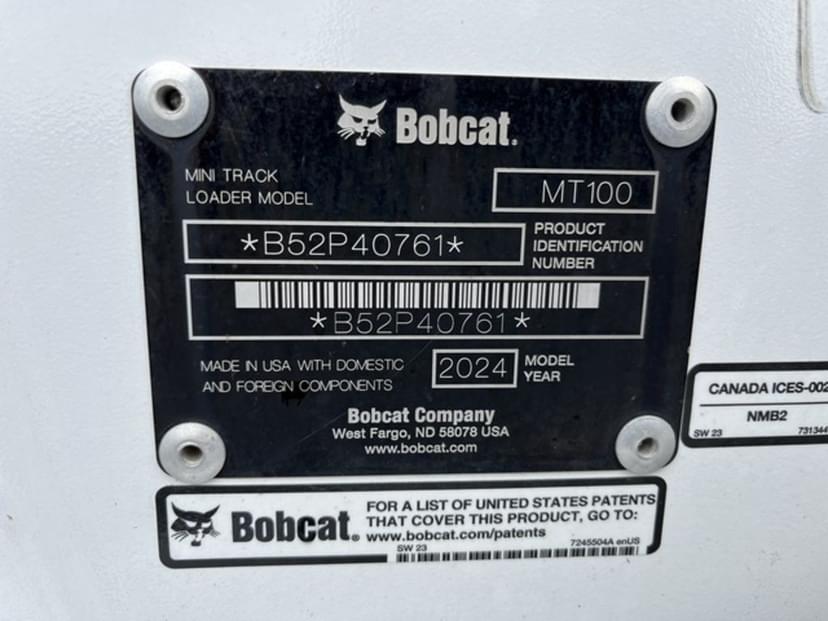 Bobcat.
MINI TRACK
LOADER MODEL
MT100
*B52P40761*
PRODUCT
IDENTIFICATION
NUMBER
*B52P40761*
MADE IN USA WITH DOMESTIC
AND FOREIGN COMPONENTS
2024
MODEL
YEAR
Bobcat Company
West Fargo, ND 58078 USA
www.bobcat.com
CANADA ICES-002
NMB2
SW 23
731344
Bobcat.
FOR A LIST OF UNITED STATES PATENTS
THAT COVER THIS PRODUCT, GO TO:
www.bobcat.com/patents
SW 23
7245504A enUS